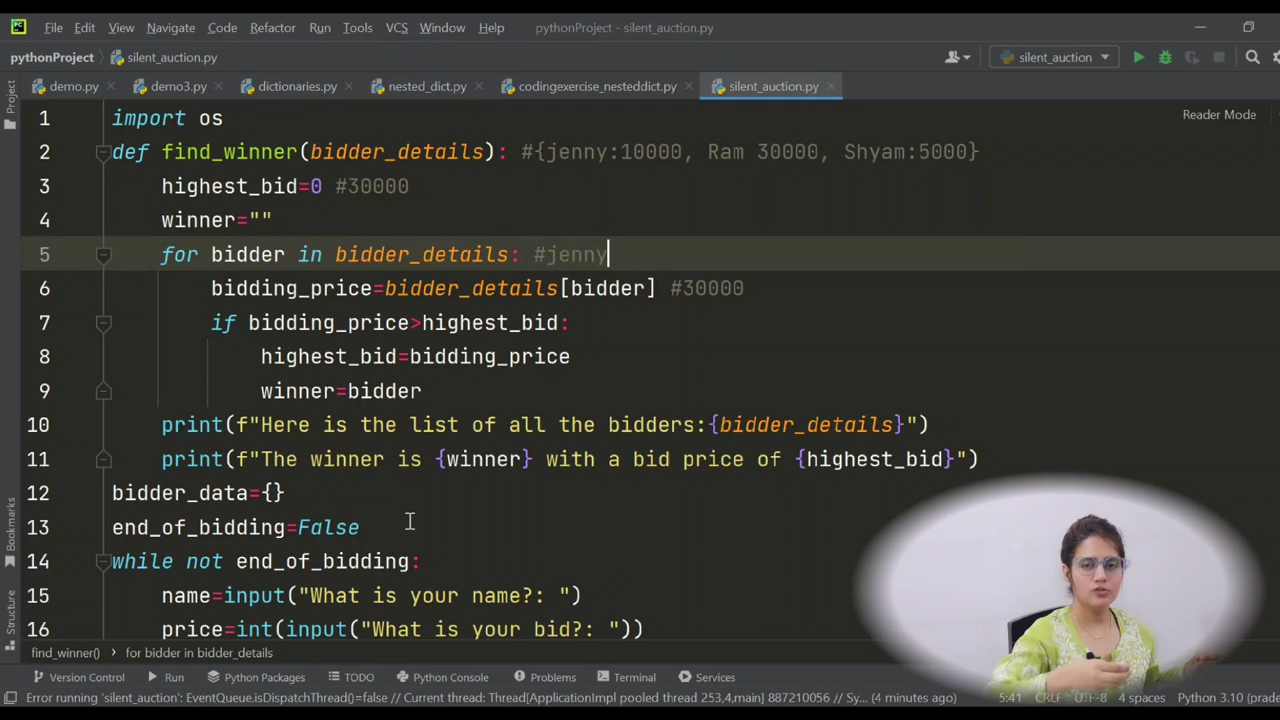 PC File Edit View Navigate Code Refactor Run Tools VCS Window Help pythonProject - silent_auction.py
pythonProject silent_auction.py silent_auction
demo.py demo3.py dictionaries.py nested_dict.py codingexercise_nesteddict.py silent_auction.py
Project
Reader Mode
1 import os
2 def find_winner(bidder_details): #{jenny:10000, Ram 30000, Shyam:5000}
3 highest_bid=0 #30000
4 winner=""
5 for bidder in bidder_details: #jenny
6 bidding_price=bidder_details[bidder] #30000
7 if bidding_price>highest_bid:
8 highest_bid=bidding_price
9 winner=bidder
10 print(f"Here is the list of all the bidders:{bidder_details}")
11 print(f"The winner is {winner} with a bid price of {highest_bid}")
12 bidder_data={}
13 end_of_bidding=False
14 while not end_of_bidding:
15 name=input("What is your name?: ")
16 price=int(input("What is your bid?: "))
Bookmarks
Structure
find_winner() for bidder in bidder_details
Version Control Run TODO Python Packages Python Console Problems Terminal Services
Error running 'silent_auction': EventQueue.isDispatchThread()=false // Current thread: Thread[ApplicationImpl pooled thread 253,4,main] 887210056 // Sy... (4 minutes ago) 5:41 CRLF UTF-8 4 spaces Python 3.10 (prade